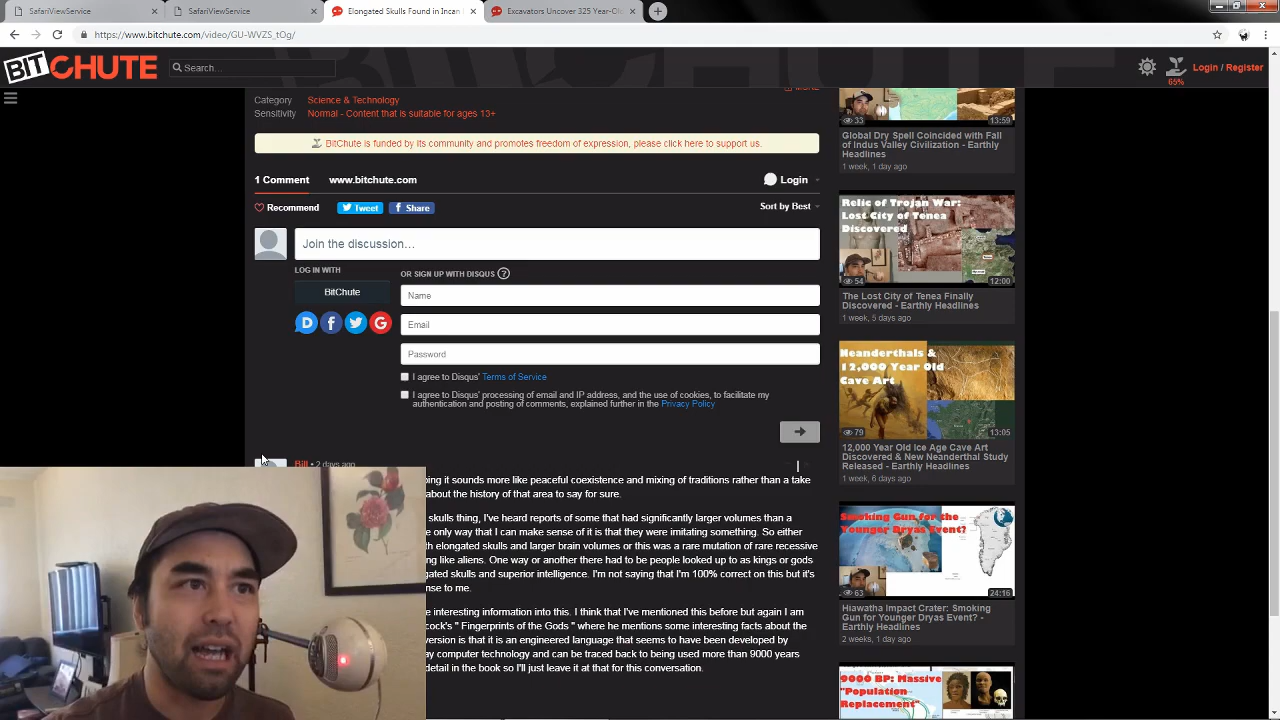 SafariViewService
SafariViewService
Elongated Skulls Found in Incan
Excavators Uncover 325 Year-Ol
https://www.bitchute.com/video/GU-WVZS_tOg/
BITCHUTE
Search...
65%
Login / Register
Category Science & Technology
Sensitivity Normal - Content that is suitable for ages 13+
BitChute is funded by its community and promotes freedom of expression, please click here to support us.
1 Comment www.bitchute.com Login
Recommend Tweet Share Sort by Best
Join the discussion…
LOG IN WITH
BitChute
OR SIGN UP WITH DISQUS ?
Name
Email
Password
I agree to Disqus' Terms of Service
I agree to Disqus' processing of email and IP address, and the use of cookies, to facilitate my
authentication and posting of comments, explained further in the Privacy Policy
Bill • 2 days ago
ping it sounds more like peaceful coexistence and mixing of traditions rather than a take
about the history of that area to say for sure.
skulls thing, I've heard reports of some that had significantly larger volumes than a
e only way that I can make sense of it is that they were imitating something. So either
h elongated skulls and larger brain volumes or this was a rare mutation of rare recessive
ng like aliens. One way or another there had to be people looked up to as kings or gods
gated skulls and superior intelligence. I'm not saying that I'm 100% correct on this but it's
nse to me.
e interesting information into this. I think that I've mentioned this before but again I am
cock's " Fingerprints of the Gods " where he mentions some interesting facts about the
version is that it is an engineered language that seems to have been developed by
ay computer technology and can be traced back to being used more than 9000 years
detail in the book so I'll just leave it at that for this conversation.
33
13:59
Global Dry Spell Coincided with Fall
of Indus Valley Civilization - Earthly
Headlines
1 week, 1 day ago
Relic of Trojan War:
Lost City of Tenea
Discovered
54
12:00
The Lost City of Tenea Finally
Discovered - Earthly Headlines
1 week, 5 days ago
Neanderthals &
12,000 Year Old
Cave Art
79
13:05
12,000 Year Old Ice Age Cave Art
Discovered & New Neanderthal Study
Released - Earthly Headlines
1 week, 6 days ago
Smoking Gun for the
Younger Dryas Event?
63
24:16
Hiawatha Impact Crater: Smoking
Gun for Younger Dryas Event? -
Earthly Headlines
2 weeks, 1 day ago
9000 BP: Massive
"Population
Replacement"